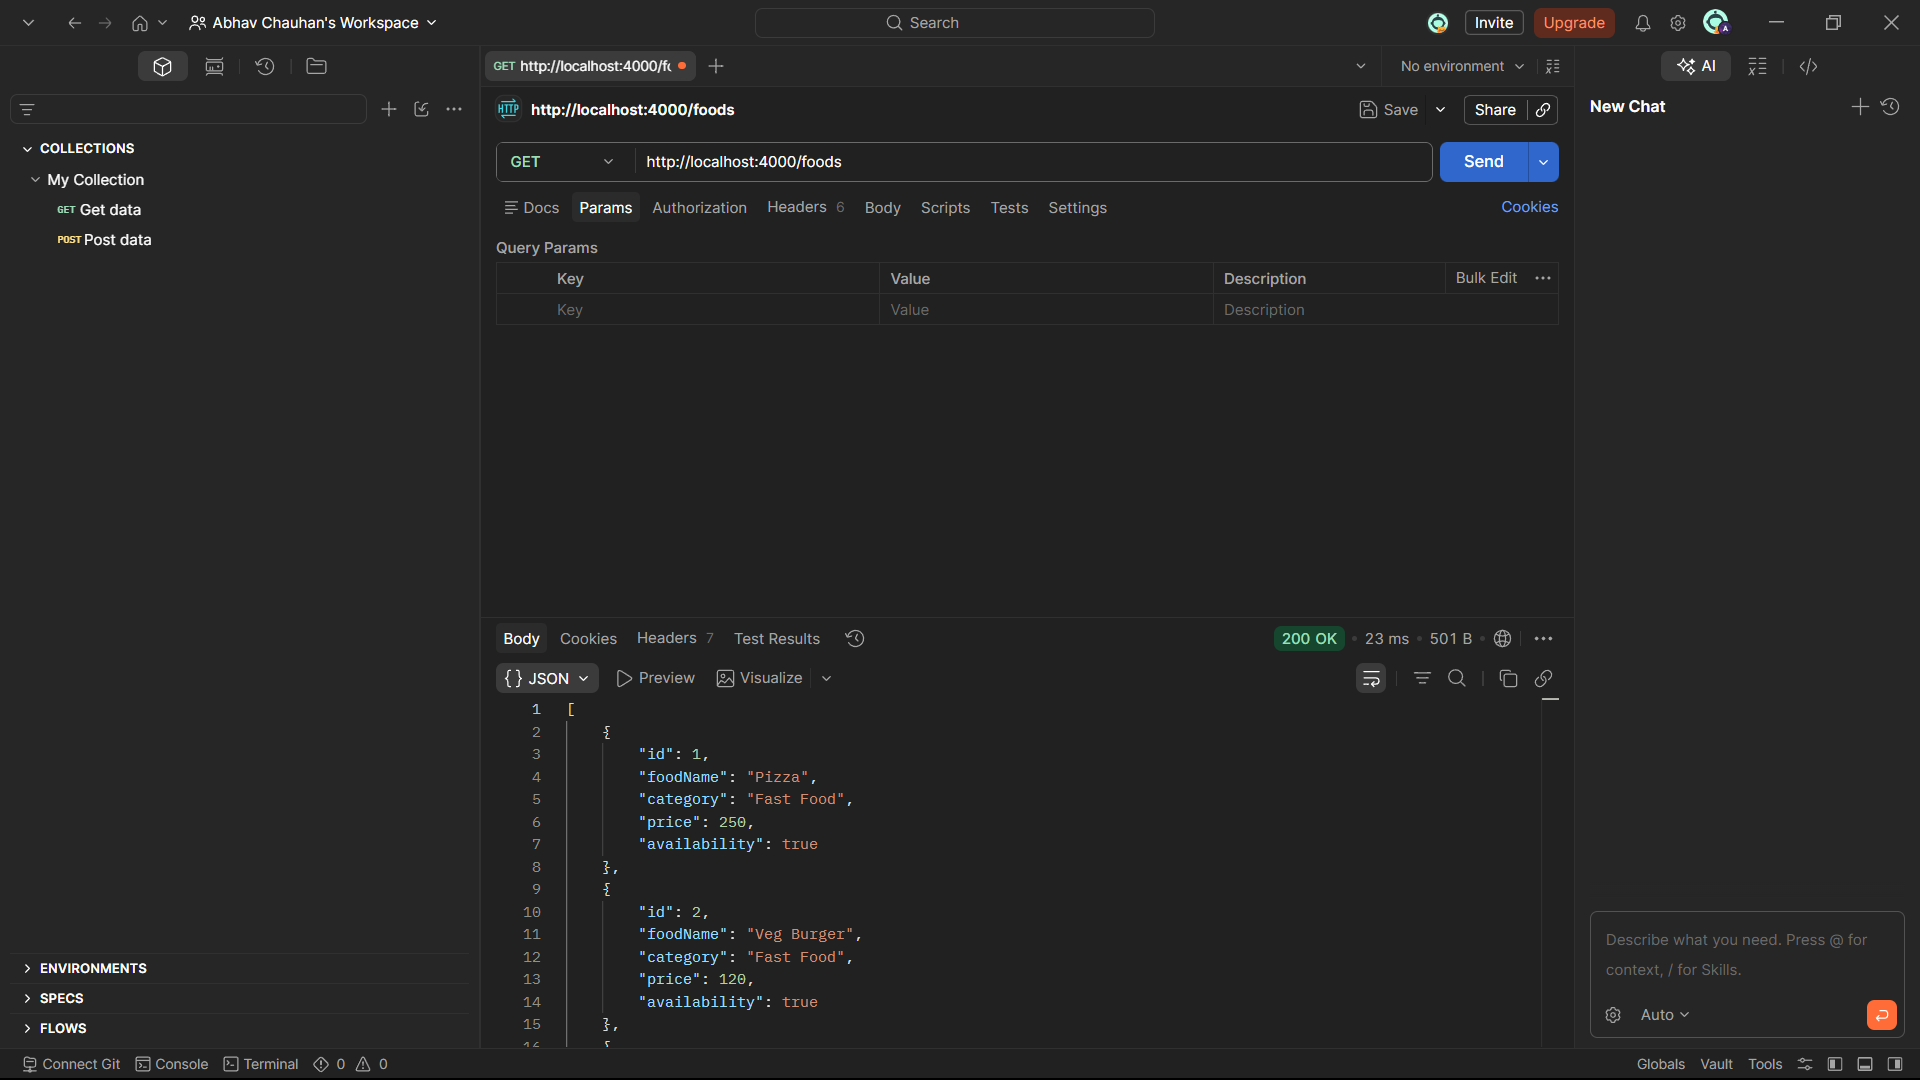 Abhav Chauhan's Workspace
Search
Invite
Upgrade
A
GET http://localhost:4000/fo
No environment
AI
HTTP http://localhost:4000/foods
Save
Share
New Chat
COLLECTIONS
My Collection
GET Get data
POST Post data
GET
http://localhost:4000/foods
Send
Docs
Params
Authorization
Headers 6
Body
Scripts
Tests
Settings
Cookies
Query Params
Key Value Description Bulk Edit
Key Value Description
Body
Cookies
Headers 7
Test Results
200 OK • 23 ms • 501 B •
{} JSON
Preview
Visualize
1 [
2 {
3 "id": 1,
4 "foodName": "Pizza",
5 "category": "Fast Food",
6 "price": 250,
7 "availability": true
8 },
9 {
10 "id": 2,
11 "foodName": "Veg Burger",
12 "category": "Fast Food",
13 "price": 120,
14 "availability": true
15 },
16 {
ENVIRONMENTS
SPECS
FLOWS
Describe what you need. Press @ for
context, / for Skills.
Auto
Connect Git
Console
Terminal
0
0
Globals
Vault
Tools